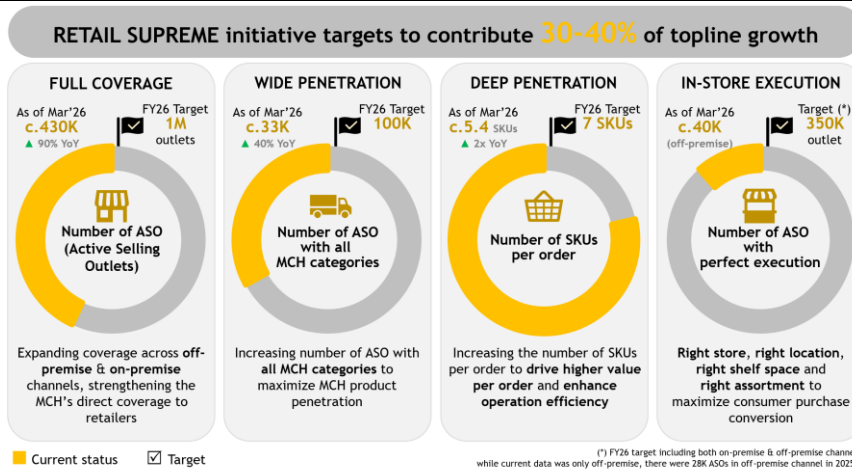 RETAIL SUPREME initiative targets to contribute 30-40% of topline growth
FULL COVERAGE
As of Mar'26
c.430K
▲ 90% YoY
FY26 Target
1M
outlets
Number of ASO
(Active Selling
Outlets)
Expanding coverage across off-
premise & on-premise
channels, strengthening the
MCH's direct coverage to
retailers
WIDE PENETRATION
As of Mar'26
c.33K
▲ 40% YoY
FY26 Target
100K
Number of ASO
with all
MCH categories
Increasing number of ASO with
all MCH categories to
maximize MCH product
penetration
DEEP PENETRATION
As of Mar'26
c.5.4 SKUs
▲ 2x YoY
FY26 Target
7 SKUs
Number of SKUs
per order
Increasing the number of SKUs
per order to drive higher value
per order and enhance
operation efficiency
IN-STORE EXECUTION
As of Mar'26
c.40K
(off-premise)
Target (*)
350K
outlet
Number of ASO
with
perfect execution
Right store, right location,
right shelf space and
right assortment to
maximize consumer purchase
conversion
Current status
Target
(*) FY26 target including both on-premise & off-premise channe
while current data was only off-premise, there were 28K ASOs in off-premise channel in 2025